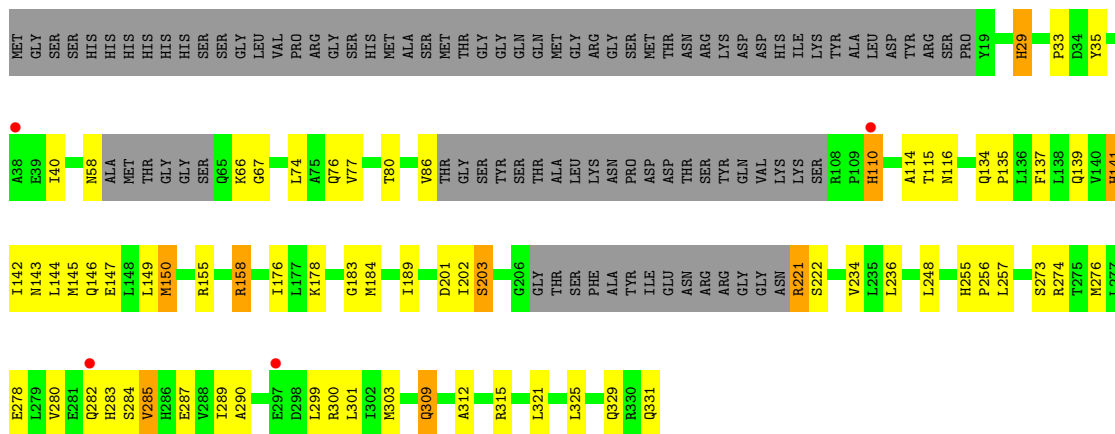 MET GLY SER SER HIS HIS HIS HIS HIS HIS SER SER GLY LEU VAL PRO ARG GLY SER HIS MET ALA SER MET THR GLY GLY GLN GLN MET GLY ARG GLY SER MET THR ASN ARG LYS ASP ASP HIS ILE LYS TYR ALA LEU ASP TYR ARG SER PRO Y19 H29 P33 D34 Y35
A38 E39 I40 N58 ALA MET THR GLY GLY SER Q65 K66 G67 L74 A75 Q76 V77 T80 V86 THR GLY SER TYR SER THR ALA LEU LYS ASN PRO ASP ASP THR SER TYR GLN VAL LYS LYS SER R108 P109 H110 A114 T115 N116 Q134 P135 L136 F137 L138 Q139 V140 H141
I142 N143 L144 M145 Q146 E147 L148 L149 M150 R155 R158 I176 L177 K178 G183 M184 I189 D201 I202 S203 G206 GLY THR SER PHE ALA TYR ILE GLU ASN ARG ARG GLY GLY ASN R221 S222 V234 L235 L236 L248 H255 P256 L257 S273 R274 T275 M276 L277
E278 L279 V280 E281 Q282 H283 S284 V285 H286 E287 V288 I289 A290 E297 D298 L299 R300 L301 I302 M303 Q309 A312 R315 L321 L325 Q329 R330 Q331